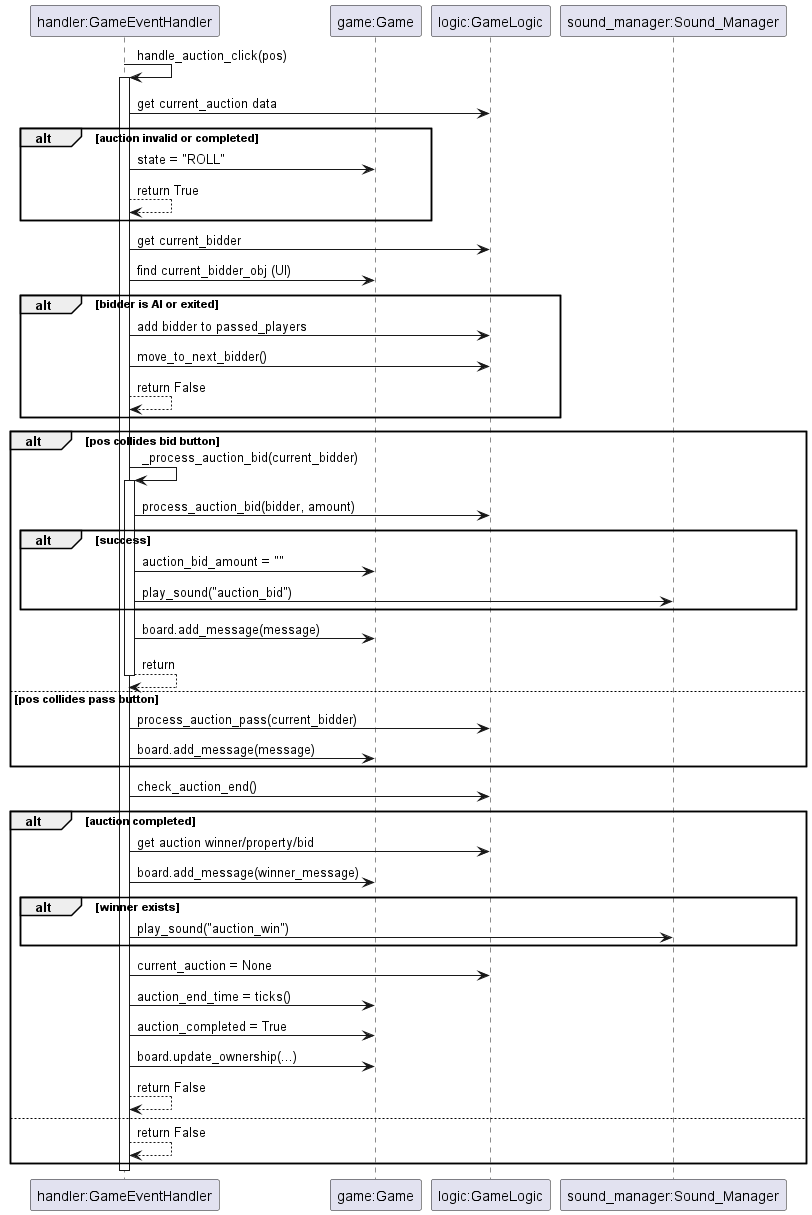 handler:GameEventHandler game:Game logic:GameLogic sound_manager:Sound_Manager
handle_auction_click(pos)
get current_auction data
alt [auction invalid or completed]
state = "ROLL"
return True
get current_bidder
find current_bidder_obj (UI)
alt [bidder is AI or exited]
add bidder to passed_players
move_to_next_bidder()
return False
alt [pos collides bid button]
_process_auction_bid(current_bidder)
process_auction_bid(bidder, amount)
alt [success]
auction_bid_amount = ""
play_sound("auction_bid")
board.add_message(message)
return
[pos collides pass button]
process_auction_pass(current_bidder)
board.add_message(message)
check_auction_end()
alt [auction completed]
get auction winner/property/bid
board.add_message(winner_message)
alt [winner exists]
play_sound("auction_win")
current_auction = None
auction_end_time = ticks()
auction_completed = True
board.update_ownership(...)
return False
return False
handler:GameEventHandler game:Game logic:GameLogic sound_manager:Sound_Manager